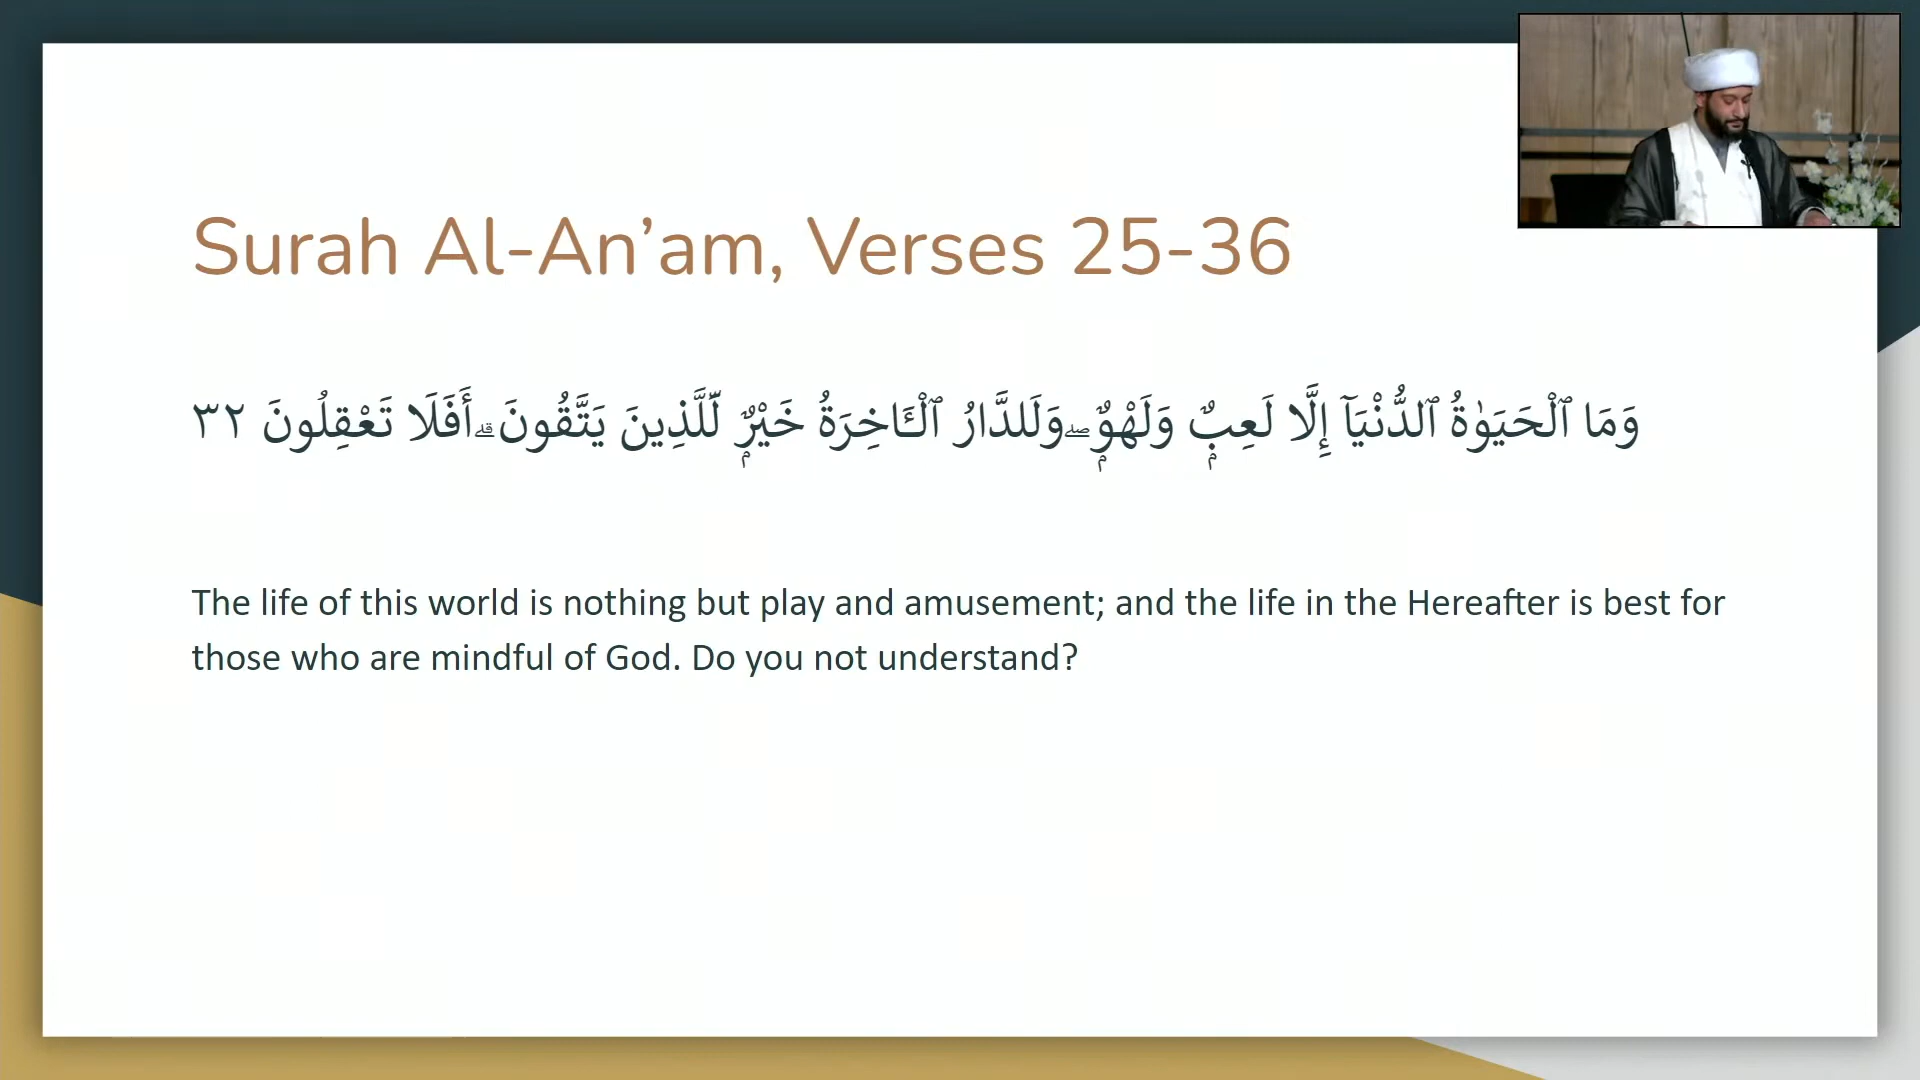 Surah Al-An’am, Verses 25-36
وَمَا ٱلْحَيَوٰةُ ٱلدُّنْيَآ إِلَّا لَعِبٌۭ وَلَهْوٌۭ ۖ وَلَلدَّارُ ٱلْـَٔاخِرَةُ خَيْرٌۭ لِّلَّذِينَ يَتَّقُونَ ۗ أَفَلَا تَعْقِلُونَ ٣٢
The life of this world is nothing but play and amusement; and the life in the Hereafter is best for
those who are mindful of God. Do you not understand?